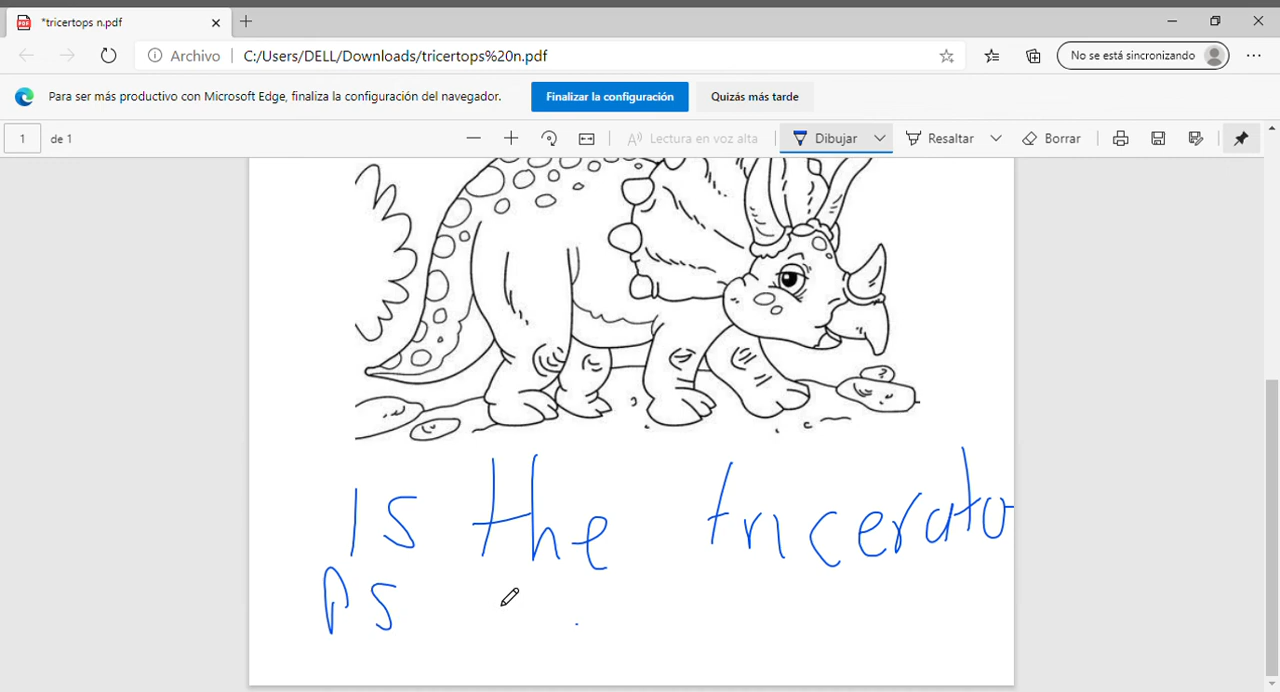 *tricertops n.pdf
Archivo C:/Users/DELL/Downloads/tricertops%20n.pdf No se está sincronizando
Para ser más productivo con Microsoft Edge, finaliza la configuración del navegador. Finalizar la configuración Quizás más tarde
1 de 1 Lectura en voz alta Dibujar Resaltar Borrar
Is the tricerato
ps .